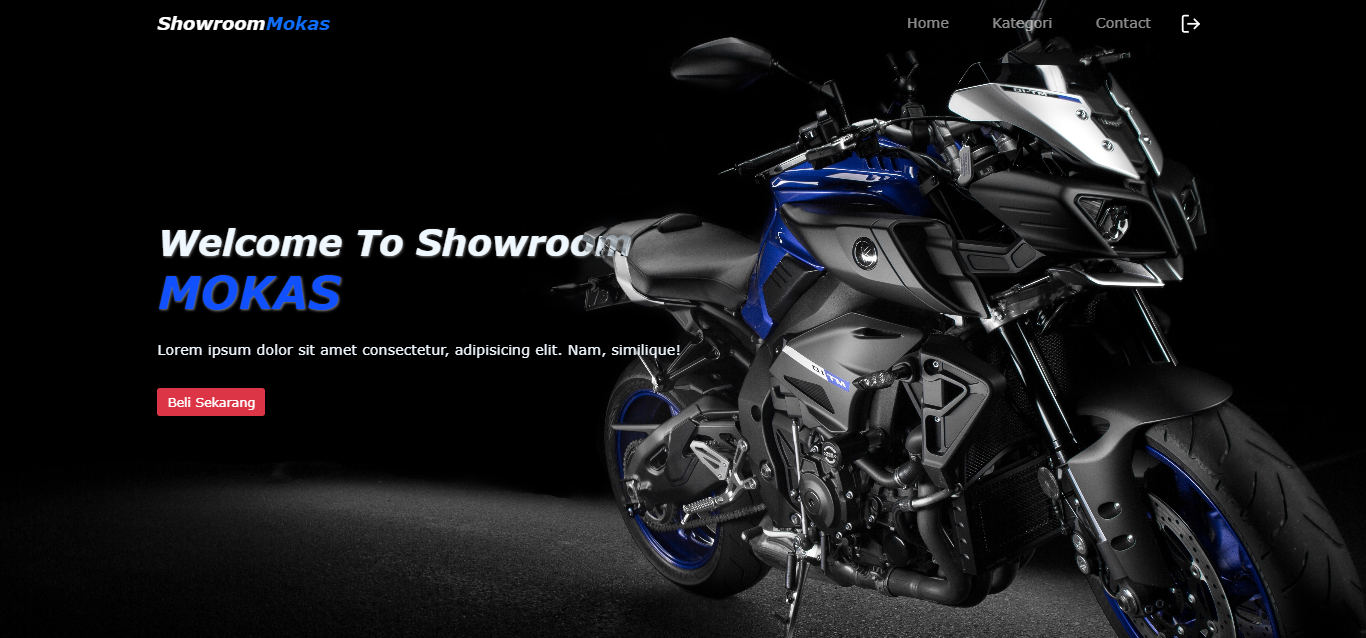 ShowroomMokas
Home Kategori Contact
Welcome To Showroom
MOKAS
Lorem ipsum dolor sit amet consectetur, adipisicing elit. Nam, similique!
Beli Sekarang